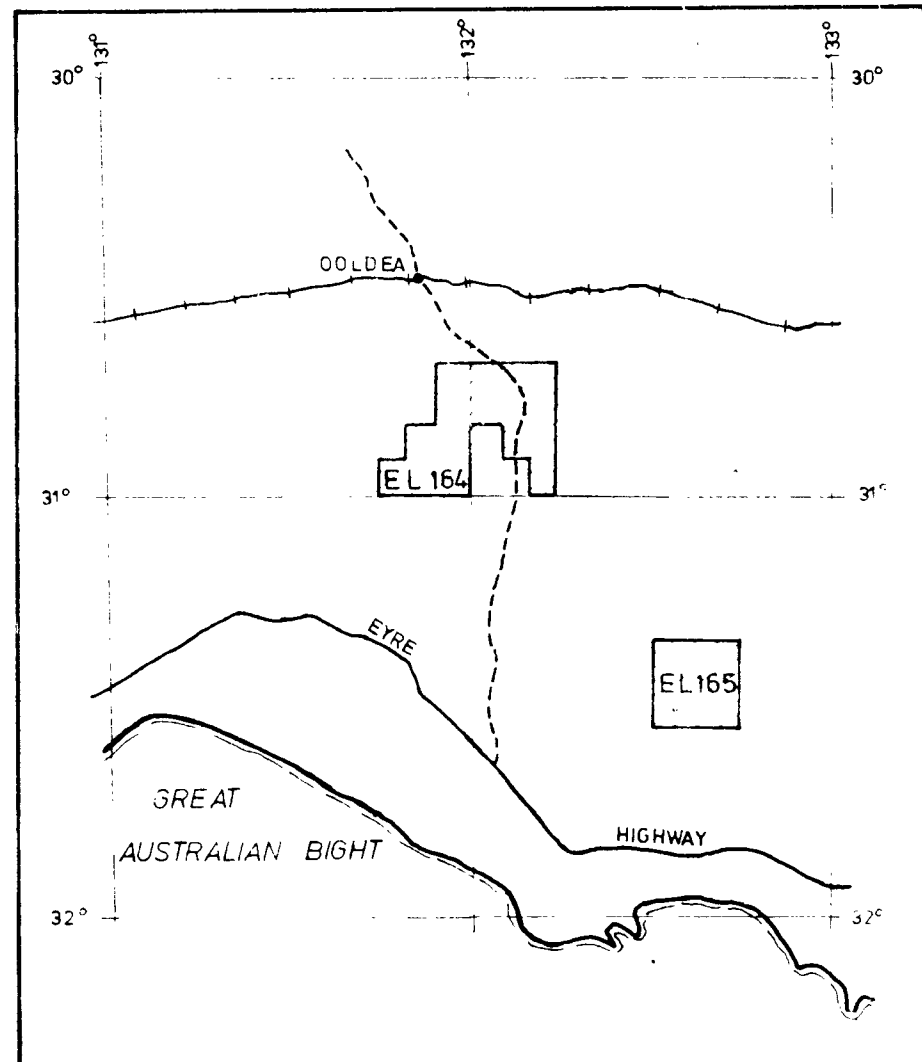 131°
132°
133°
30°
30°
OOLDEA
EL 164
31°
31°
EYRE
EL165
GREAT
HIGHWAY
AUSTRALIAN BIGHT
32°
32°